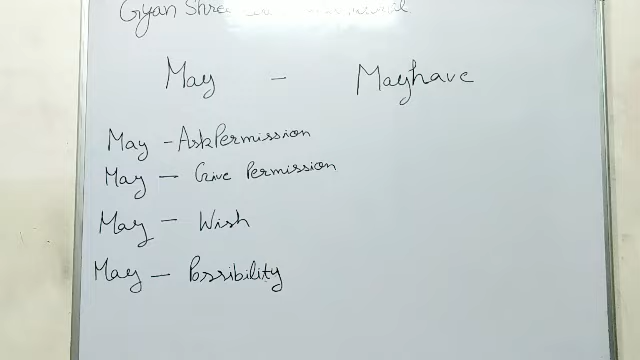 Gyan Shree
May - Mayhave
May - AskPermission
May - Give Permission
May - Wish
May - Possibility